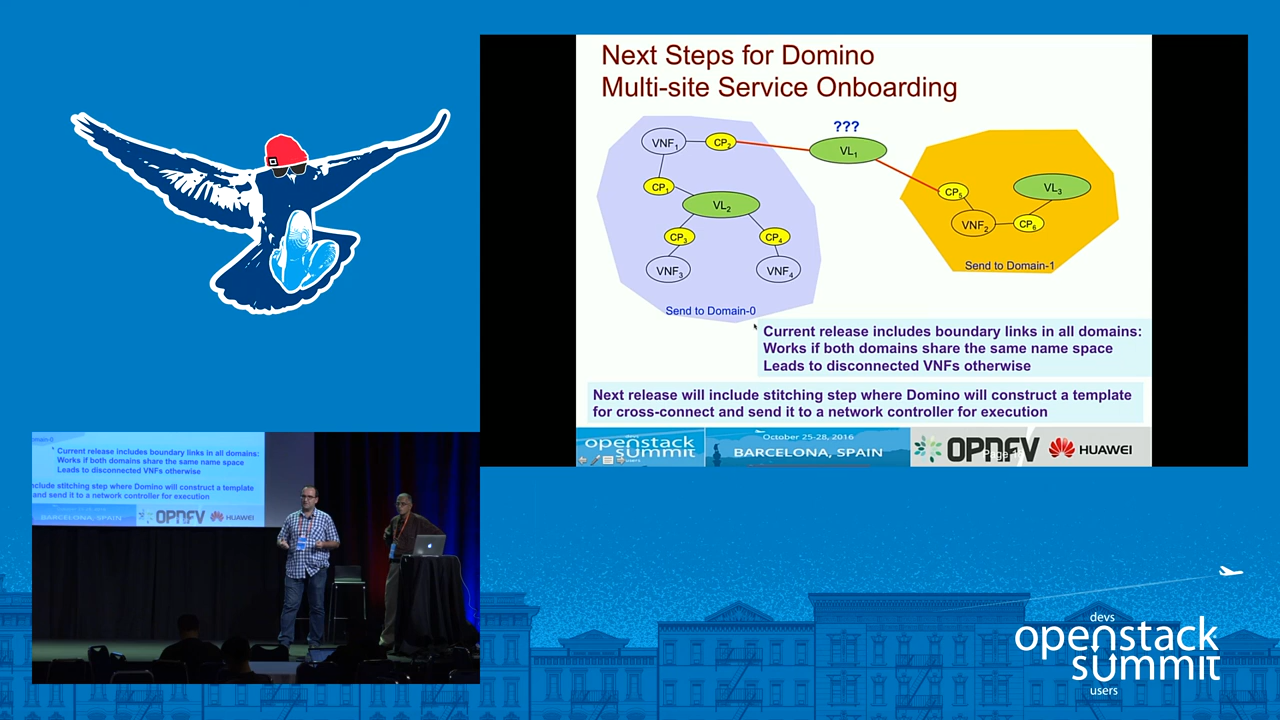 Next Steps for Domino
Multi-site Service Onboarding
???
VNF1
CP2
VL1
CP1
VL2
CP5
VL3
CP3
CP4
VNF2
CP6
VNF3
VNF4
Send to Domain-1
Send to Domain-0
Current release includes boundary links in all domains:
Works if both domains share the same name space
Leads to disconnected VNFs otherwise
Next release will include stitching step where Domino will construct a template
for cross-connect and send it to a network controller for execution
openstack
summit
users
October 25-28, 2016
BARCELONA, SPAIN
OPNFV
HUAWEI
Current release includes boundary links in all domains:
Works if both domains share the same name space
Leads to disconnected VNFs otherwise
nclude stitching step where Domino will construct a template
and send it to a network controller for execution
BARCELONA, SPAIN
OPNFV
HUAWEI
devs
openstack
summit
users